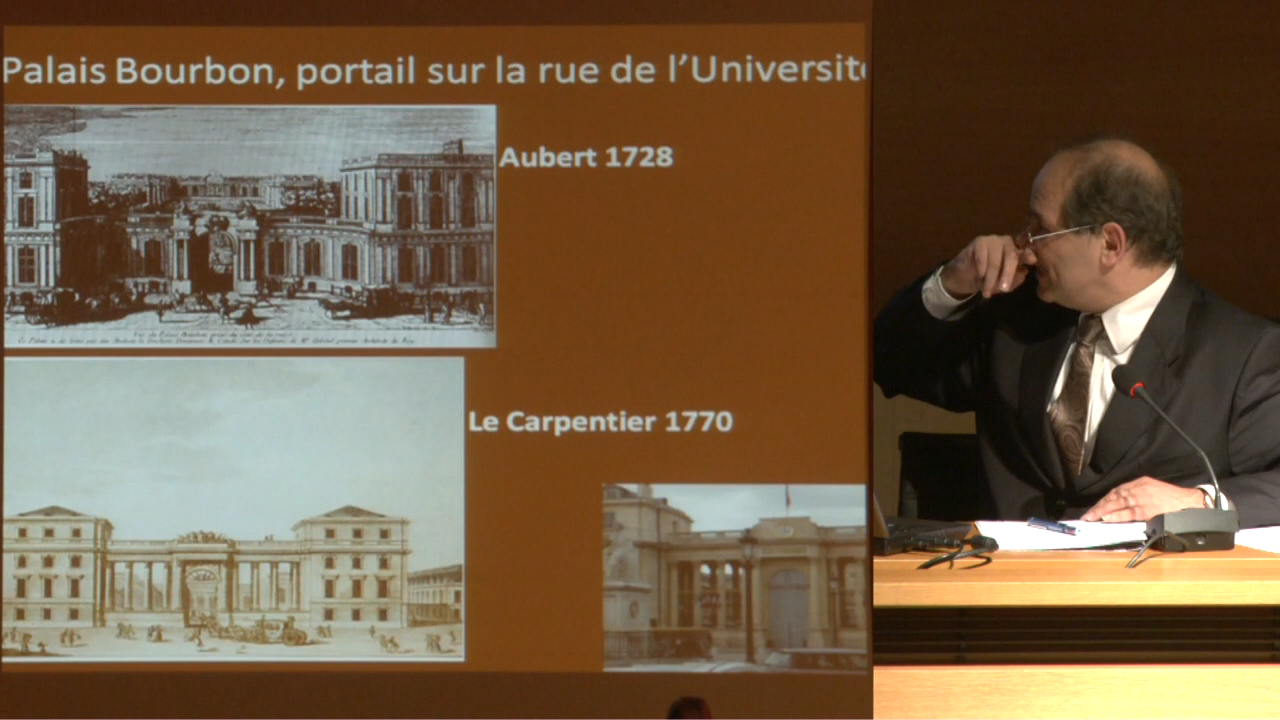 Palais Bourbon, portail sur la rue de l'Universit
Aubert 1728
Le Carpentier 1770